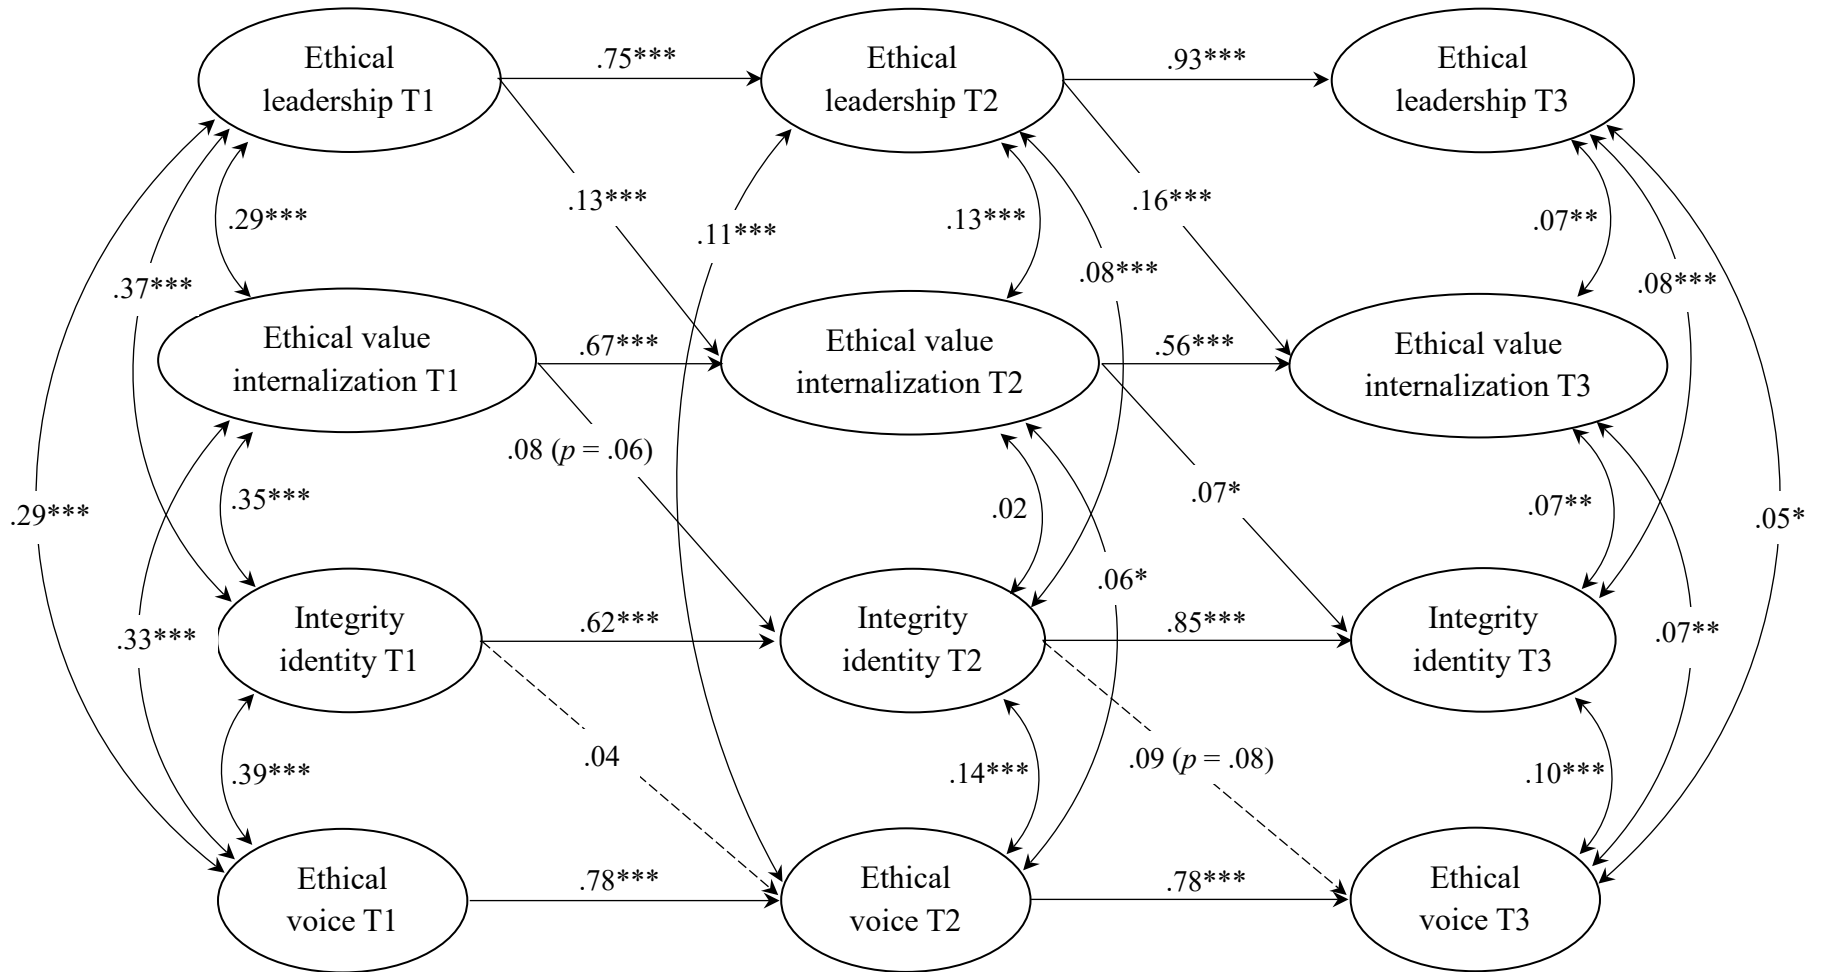 Ethical
leadership T1
.75***
Ethical
leadership T2
.93***
Ethical
leadership T3
.13***
.16***
.29***
.11***
.13***
.07**
.37***
.08***
.08***
Ethical value
internalization T1
.67***
Ethical value
internalization T2
.56***
Ethical value
internalization T3
.08 (p = .06)
.07*
.29***
.35***
.02
.07**
.05*
.33***
.06*
.07**
Integrity
identity T1
.62***
Integrity
identity T2
.85***
Integrity
identity T3
.39***
.04
.14***
.09 (p = .08)
.10***
Ethical
voice T1
.78***
Ethical
voice T2
.78***
Ethical
voice T3